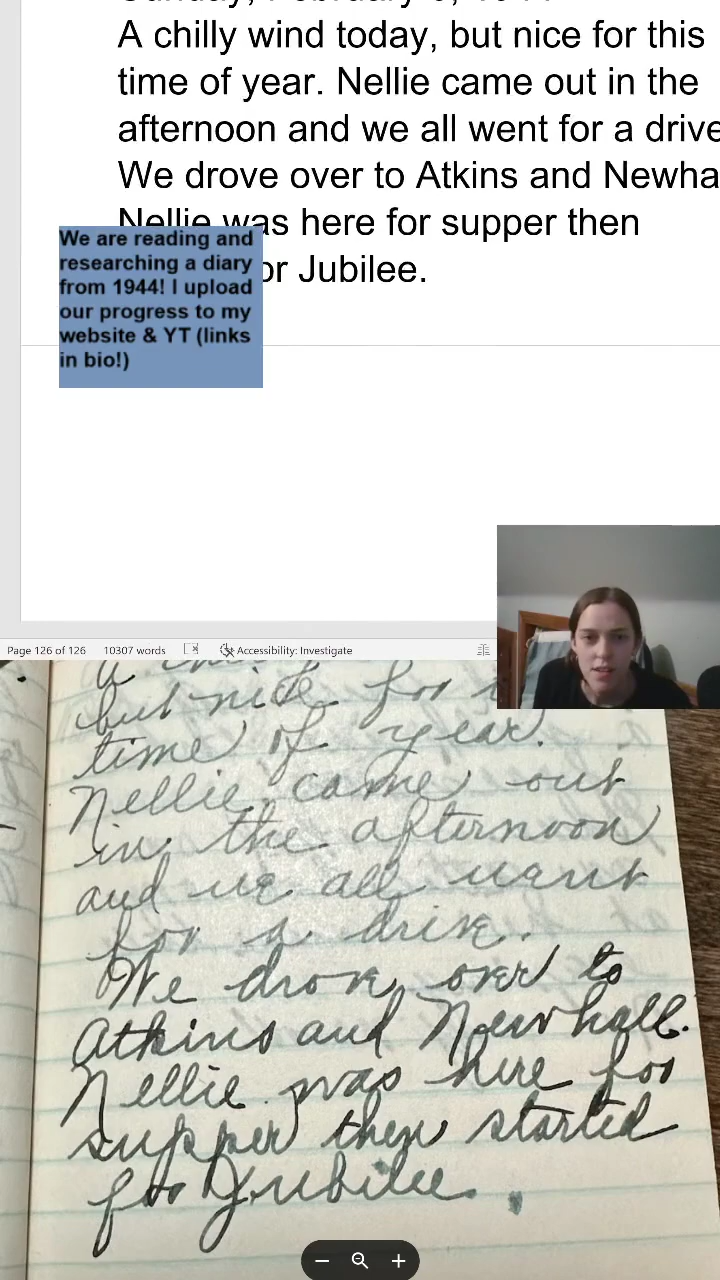 A chilly wind today, but nice for this
time of year. Nellie came out in the
afternoon and we all went for a drive
We drove over to Atkins and Newha
Nellie was here for supper then
or Jubilee.
We are reading and
researching a diary
from 1944! I upload
our progress to my
website & YT (links
in bio!)
Page 126 of 126 10307 words Accessibility: Investigate
but nice for
time of year.
Nellie came out
in the afternoon
and we all went
for a drive.
We drove over to
Atkins and Newhall.
Nellie was here for
supper then started
for Jubilee.